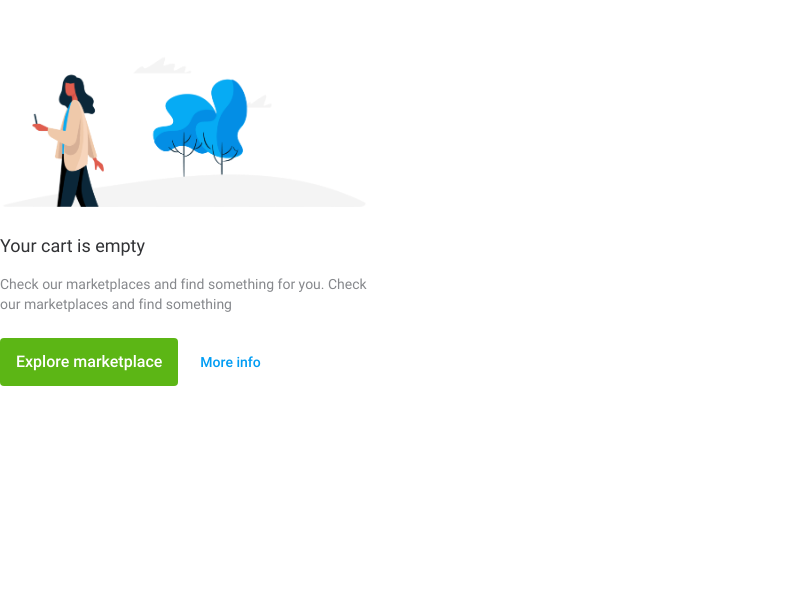 Your cart is empty
Check our marketplaces and find something for you. Check
our marketplaces and find something
Explore marketplace
More info